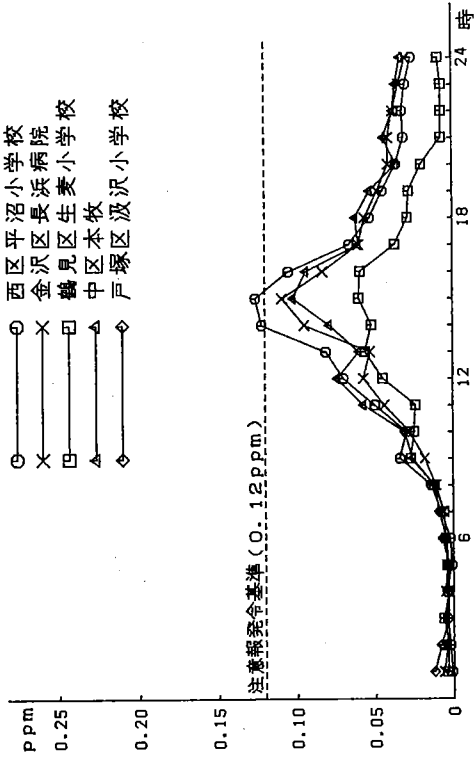 ppm
0.25
0.20
0.15
0.10
0.05
0
西区平沼小学校
金沢区長浜病院
鶴見区生麦小学校
中区本牧
戸塚区汲沢小学校
注意報発令基準(0.12ppm)
6
12
18
24
時